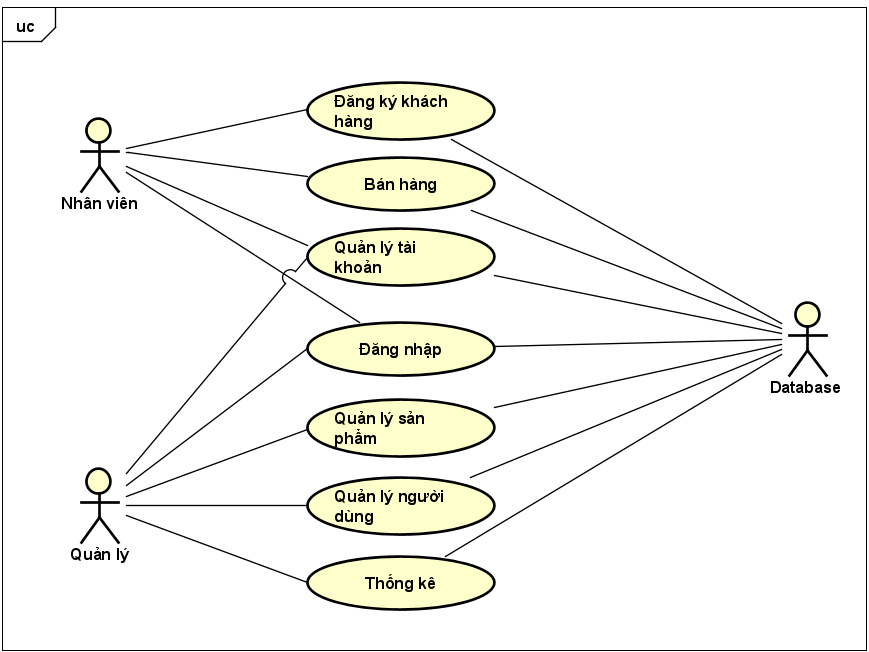 uc
Đăng ký khách
hàng
Bán hàng
Nhân viên
Quản lý tài
khoản
Đăng nhập
Database
Quản lý sản
phẩm
Quản lý người
dùng
Quản lý
Thống kê